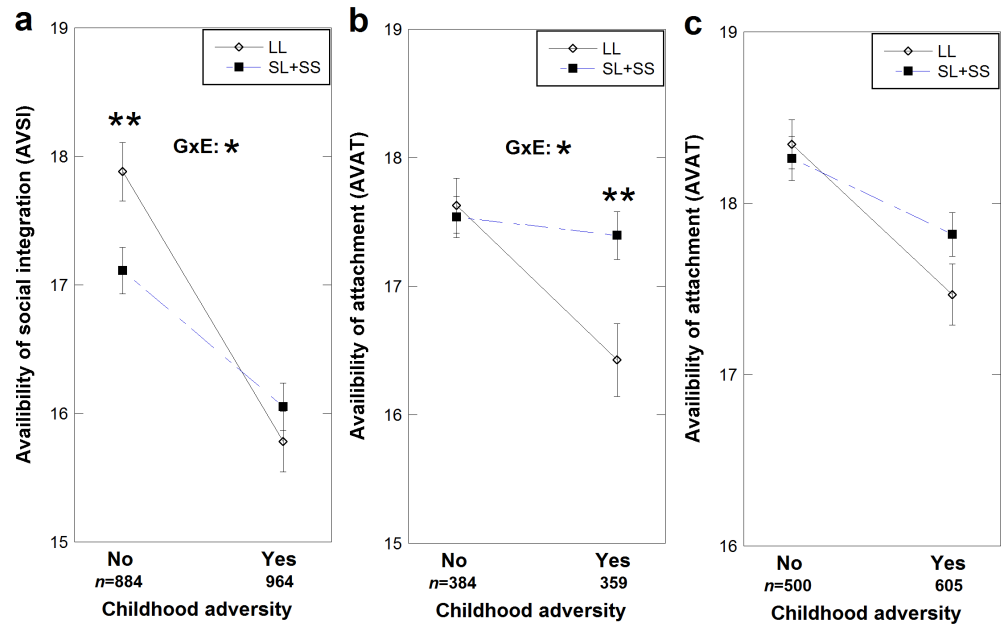 a
Availibility of social integration (AVSI)
19
18
17
16
15
LL
SL+SS
**
GxE: *
No
Yes
n=884
964
Childhood adversity
b
Availibility of attachment (AVAT)
19
18
17
16
15
LL
SL+SS
GxE: *
**
No
Yes
n=384
359
Childhood adversity
c
Availibility of attachment (AVAT)
19
18
17
16
LL
SL+SS
No
Yes
n=500
605
Childhood adversity